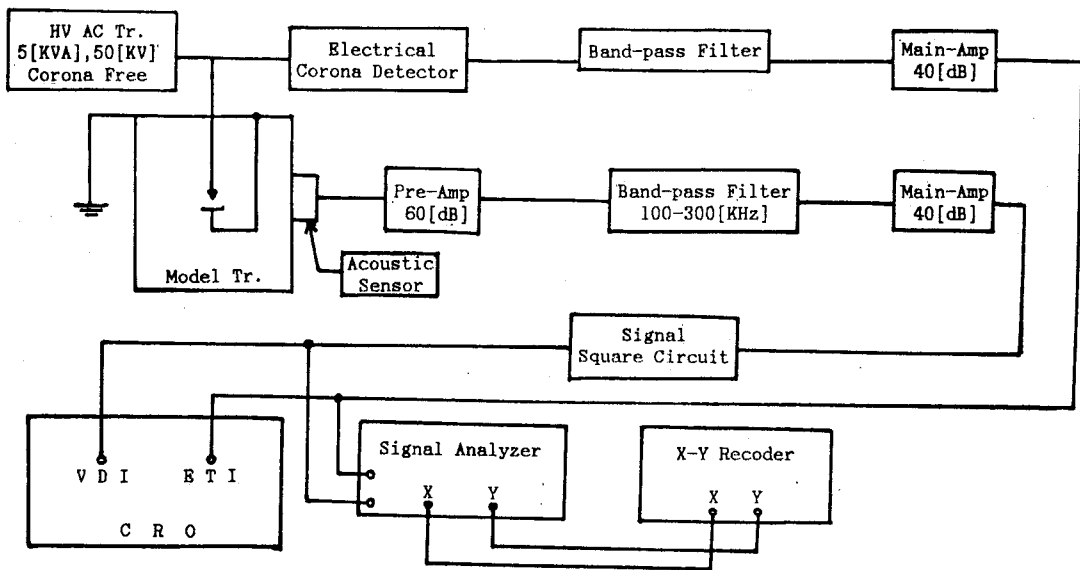 HV AC Tr.
5[KVA],50[KV]
Corona Free
Electrical
Corona Detector
Band-pass Filter
Main-Amp
40[dB]
Pre-Amp
60[dB]
Band-pass Filter
100-300[KHz]
Main-Amp
40[dB]
Model Tr.
Acoustic
Sensor
Signal
Square Circuit
V D I
E T I
C R O
Signal Analyzer
X
Y
X-Y Recoder
X
Y